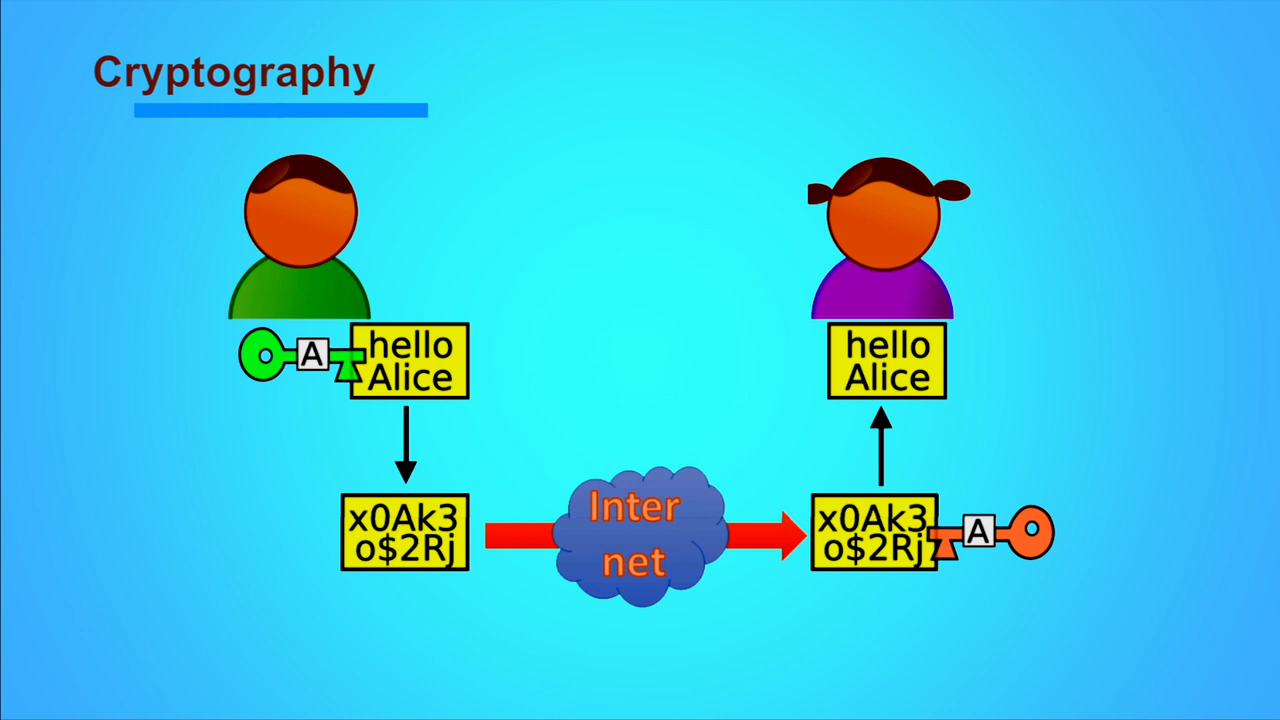 Cryptography
A
hello
Alice
hello
Alice
x0Ak3
o$2Rj
Inter
net
x0Ak3
o$2Rj
A